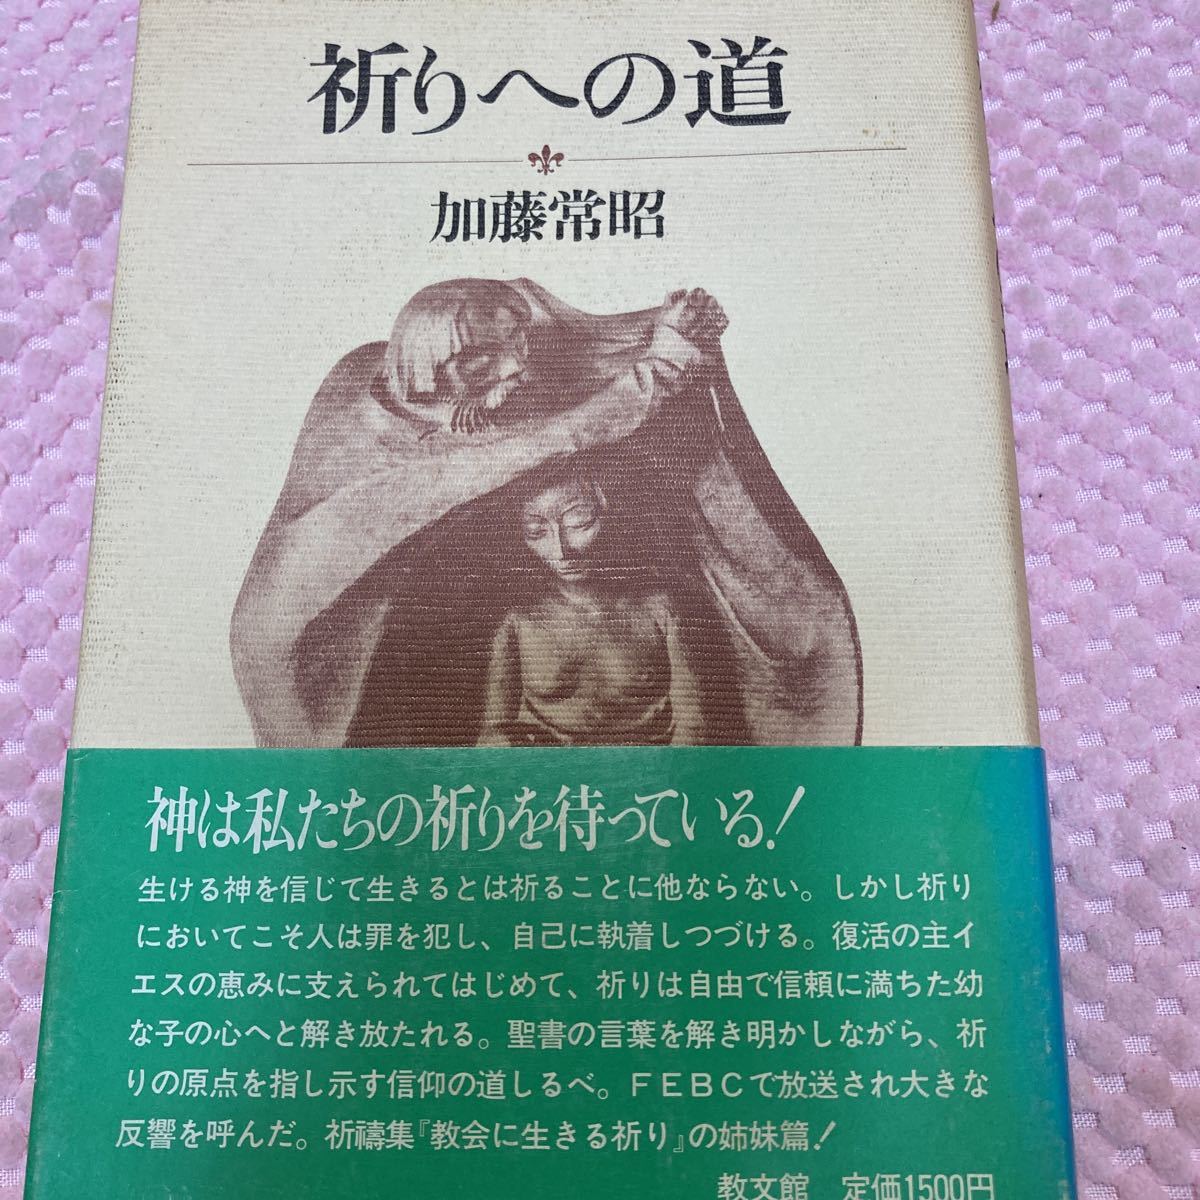 祈りへの道
加藤常昭
神は私たちの祈りを待っている!
生ける神を信じて生きるとは祈ることに他ならない。しかし祈り
においてこそ人は罪を犯し、自己に執着しつづける。復活の主イ
エスの恵みに支えられてはじめて、祈りは自由で信頼に満ちた幼
な子の心へと解き放たれる。聖書の言葉を解き明かしながら、祈
りの原点を指し示す信仰の道しるべ。FEBCで放送され大きな
反響を呼んだ。祈禱集『教会に生きる祈り』の姉妹篇!
教文館 定価1500円